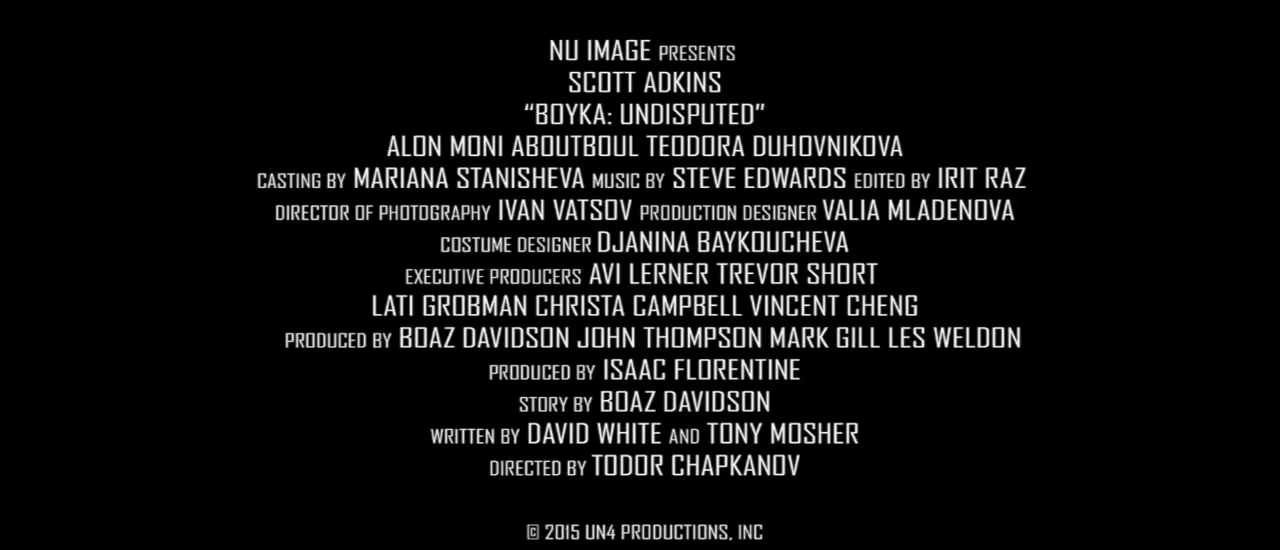 NU IMAGE PRESENTS
SCOTT ADKINS
“BOYKA: UNDISPUTED”
ALON MONI ABOUTBOUL TEODORA DUHOVNIKOVA
CASTING BY MARIANA STANISHEVA MUSIC BY STEVE EDWARDS EDITED BY IRIT RAZ
DIRECTOR OF PHOTOGRAPHY IVAN VATSOV PRODUCTION DESIGNER VALIA MLADENOVA
COSTUME DESIGNER DJANINA BAYKOUCHEVA
EXECUTIVE PRODUCERS AVI LERNER TREVOR SHORT
LATI GROBMAN CHRISTA CAMPBELL VINCENT CHENG
PRODUCED BY BOAZ DAVIDSON JOHN THOMPSON MARK GILL LES WELDON
PRODUCED BY ISAAC FLORENTINE
STORY BY BOAZ DAVIDSON
WRITTEN BY DAVID WHITE AND TONY MOSHER
DIRECTED BY TODOR CHAPKANOV
© 2015 UN4 PRODUCTIONS, INC